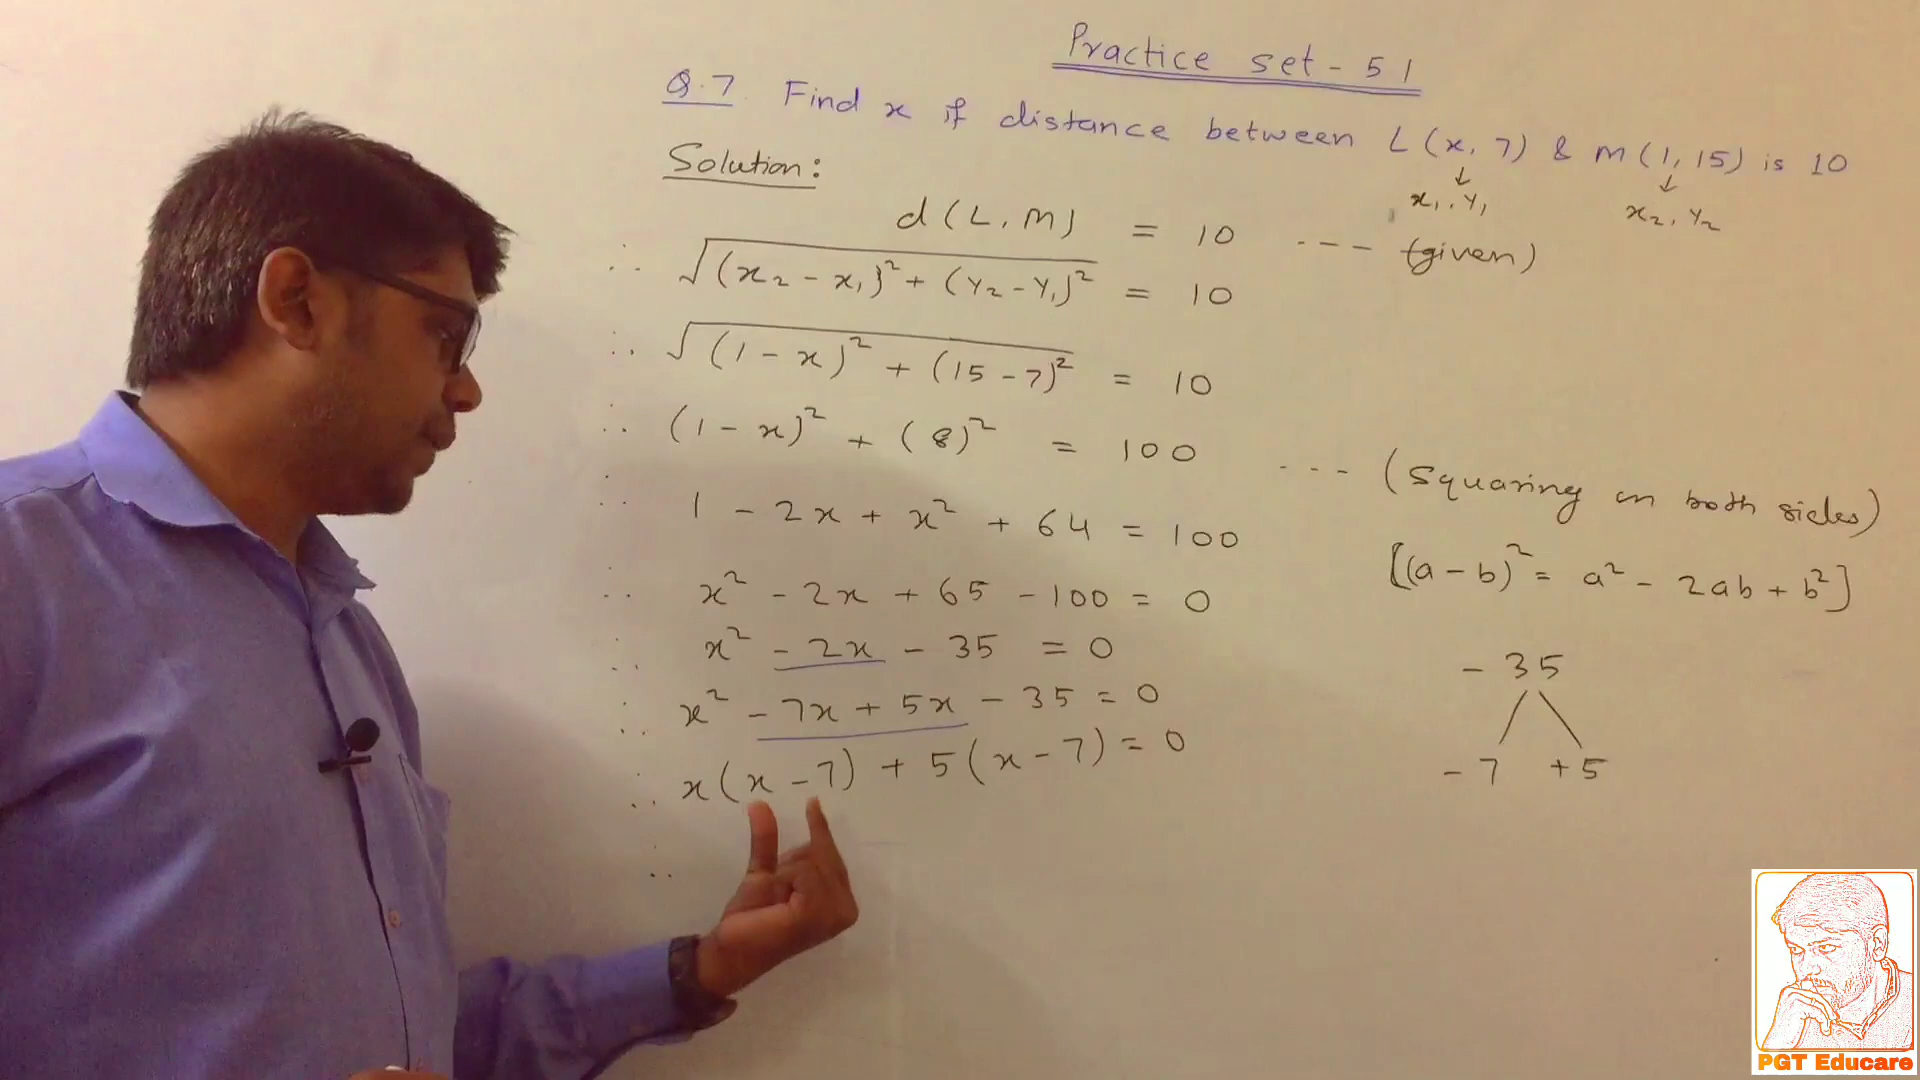 Practice set - 51
Q.7. Find x if distance between L (x, 7) & M (1, 15) is 10
↓ ↓
x₁, y₁ x₂, y₂
Solution:
d (L, M) = 10 --- (given)
∴ √((x₂ - x₁)² + (y₂ - y₁)²) = 10
∴ √((1 - x)² + (15 - 7)²) = 10
∴ (1 - x)² + (8)² = 100 --- (Squaring on both sides)
∴ 1 - 2x + x² + 64 = 100 [(a - b)² = a² - 2ab + b²]
∴ x² - 2x + 65 - 100 = 0
∴ x² - 2x - 35 = 0
∴ x² - 7x + 5x - 35 = 0
∴ x(x - 7) + 5(x - 7) = 0
∴
- 35
- 7 + 5
PGT Educare